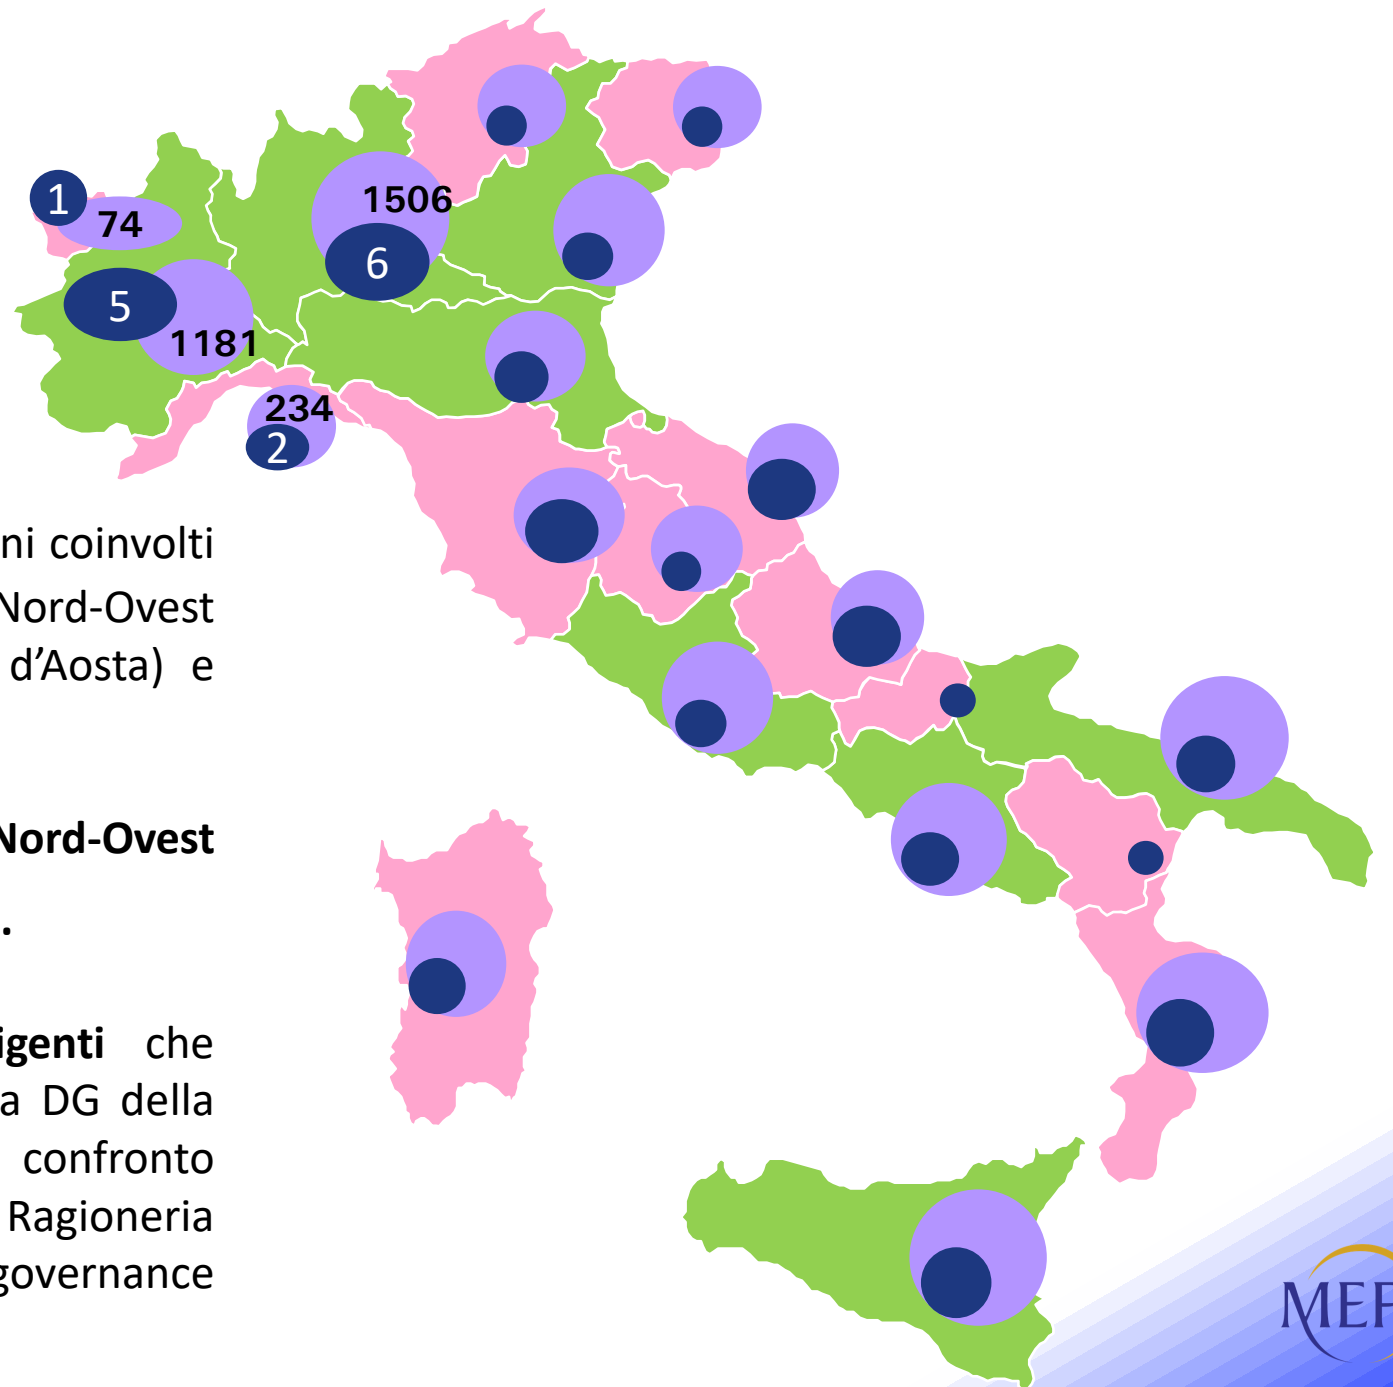 1
74
1506
6
5
1181
234
2
ni coinvolti
Nord-Ovest
d’Aosta) e
Nord-Ovest
.
igenti che
a DG della
confronto
Ragioneria
governance
MEF